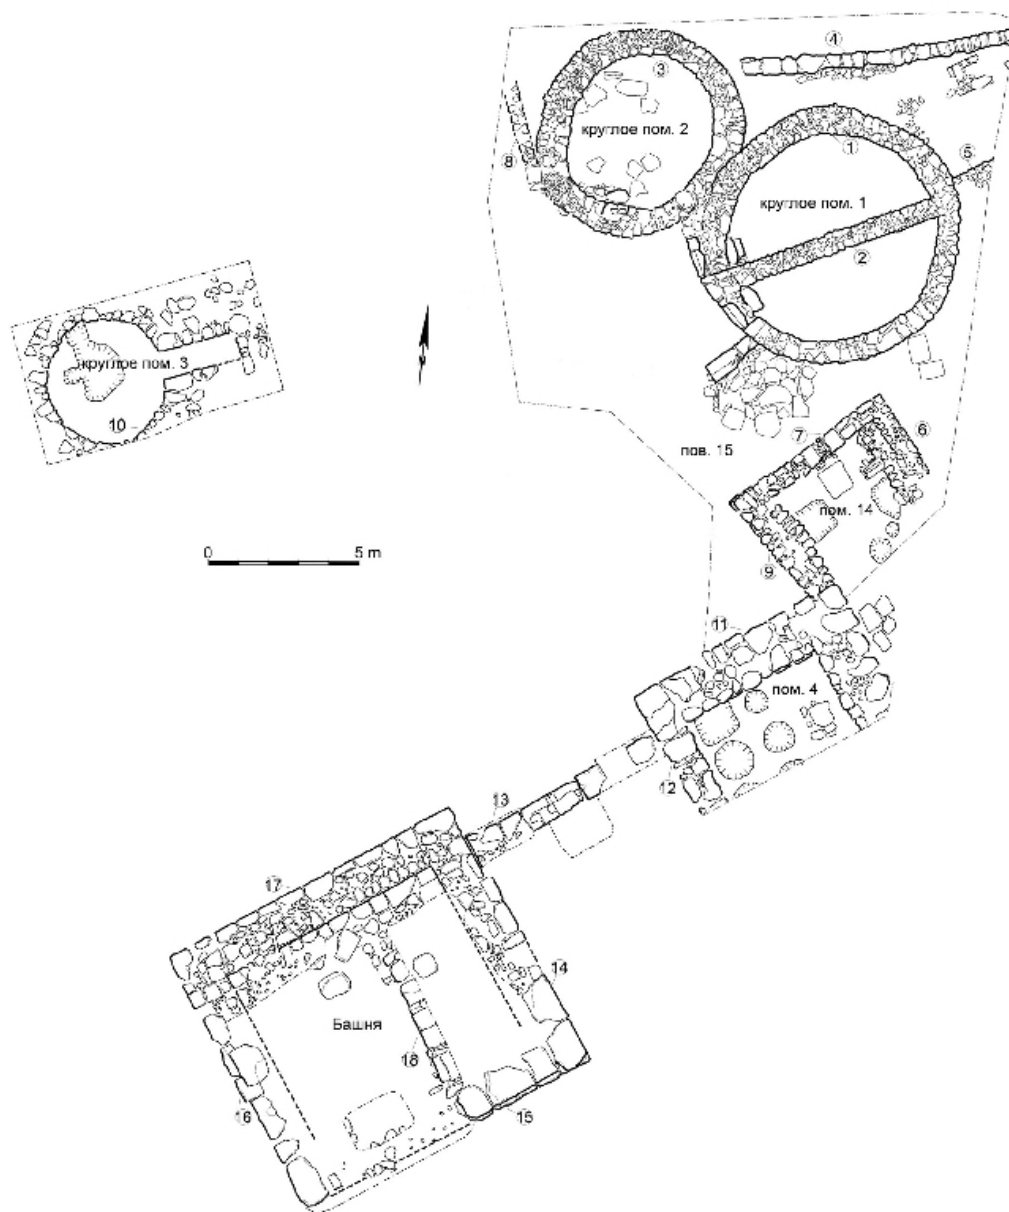 4
3
круглое пом. 2
1
8
5
круглое пом. 1
2
круглое пом. 3
10
7
6
пов. 15
пом. 14
0 5 m
9
11
пом. 4
12
13
17
14
Башня
18
16
15